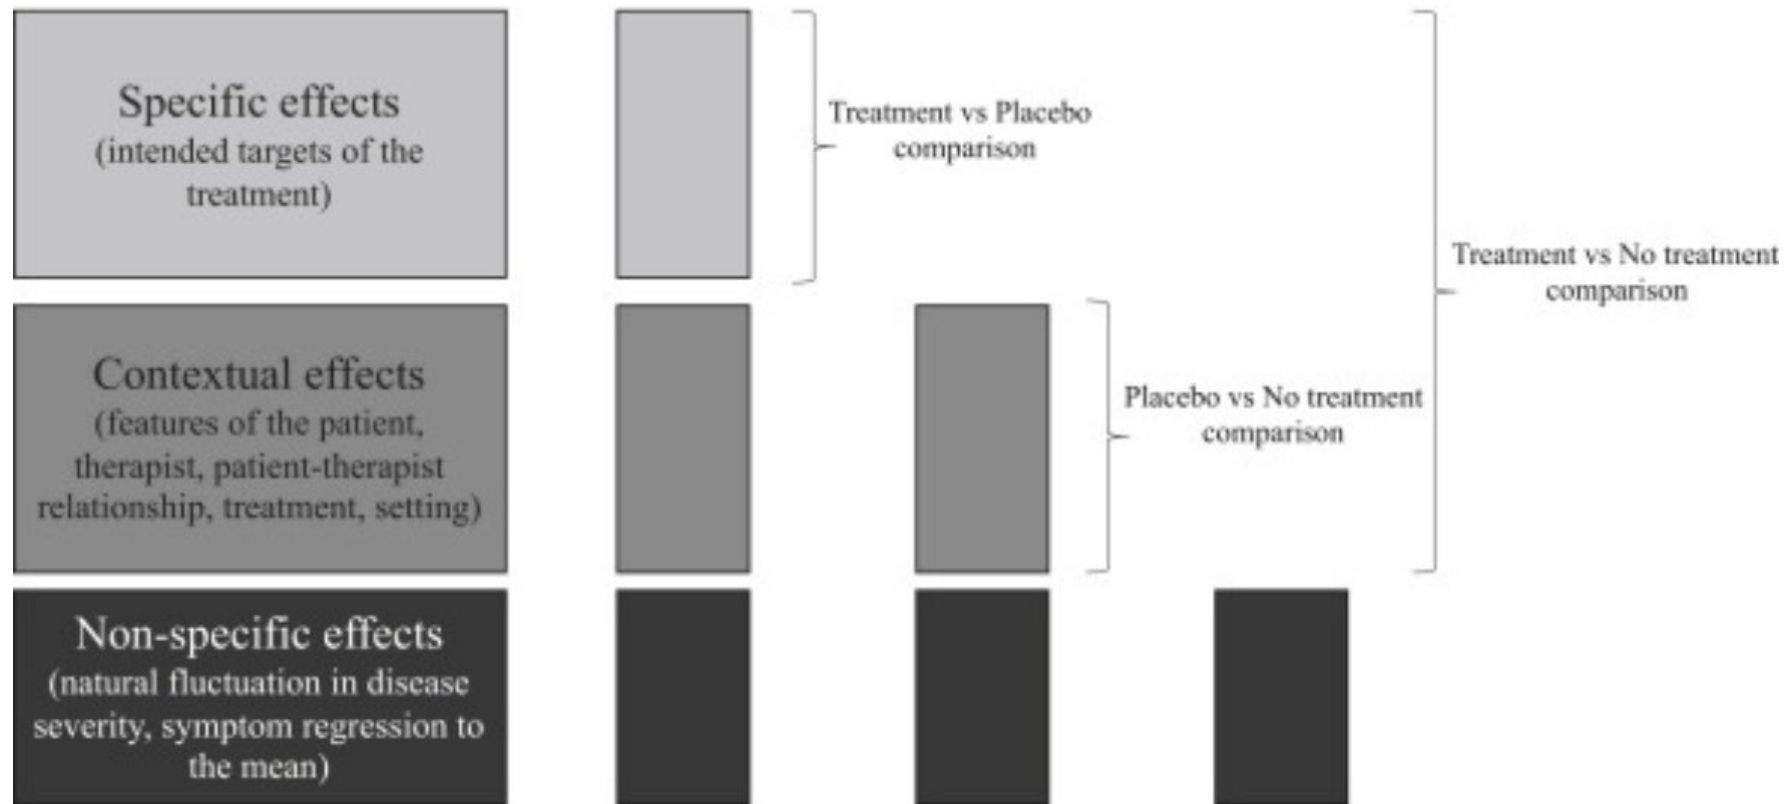 Specific effects
(intended targets of the
treatment)
Treatment vs Placebo
comparison
Treatment vs No treatment
comparison
Contextual effects
(features of the patient,
therapist, patient-therapist
relationship, treatment, setting)
Placebo vs No treatment
comparison
Non-specific effects
(natural fluctuation in disease
severity, symptom regression to
the mean)